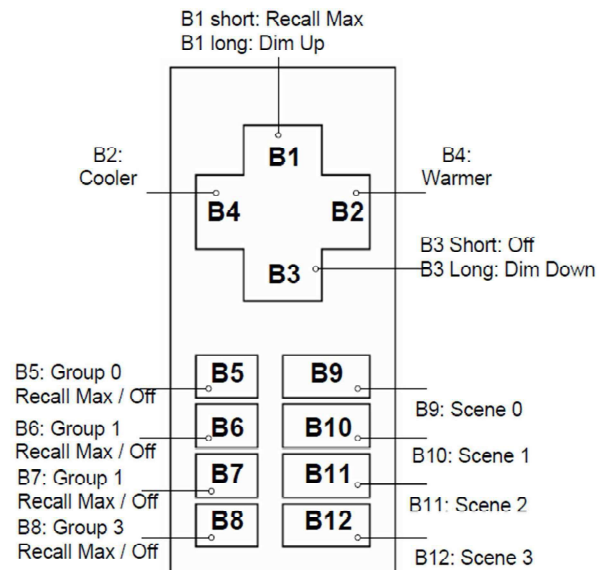 B1 short: Recall Max
B1 long: Dim Up
B1
B2:
Cooler
B4:
Warmer
B4
B2
B3
B3 Short: Off
B3 Long: Dim Down
B5: Group 0
Recall Max / Off
B5
B9
B9: Scene 0
B6: Group 1
Recall Max / Off
B6
B10
B10: Scene 1
B7: Group 1
Recall Max / Off
B7
B11
B11: Scene 2
B8: Group 3
Recall Max / Off
B8
B12
B12: Scene 3